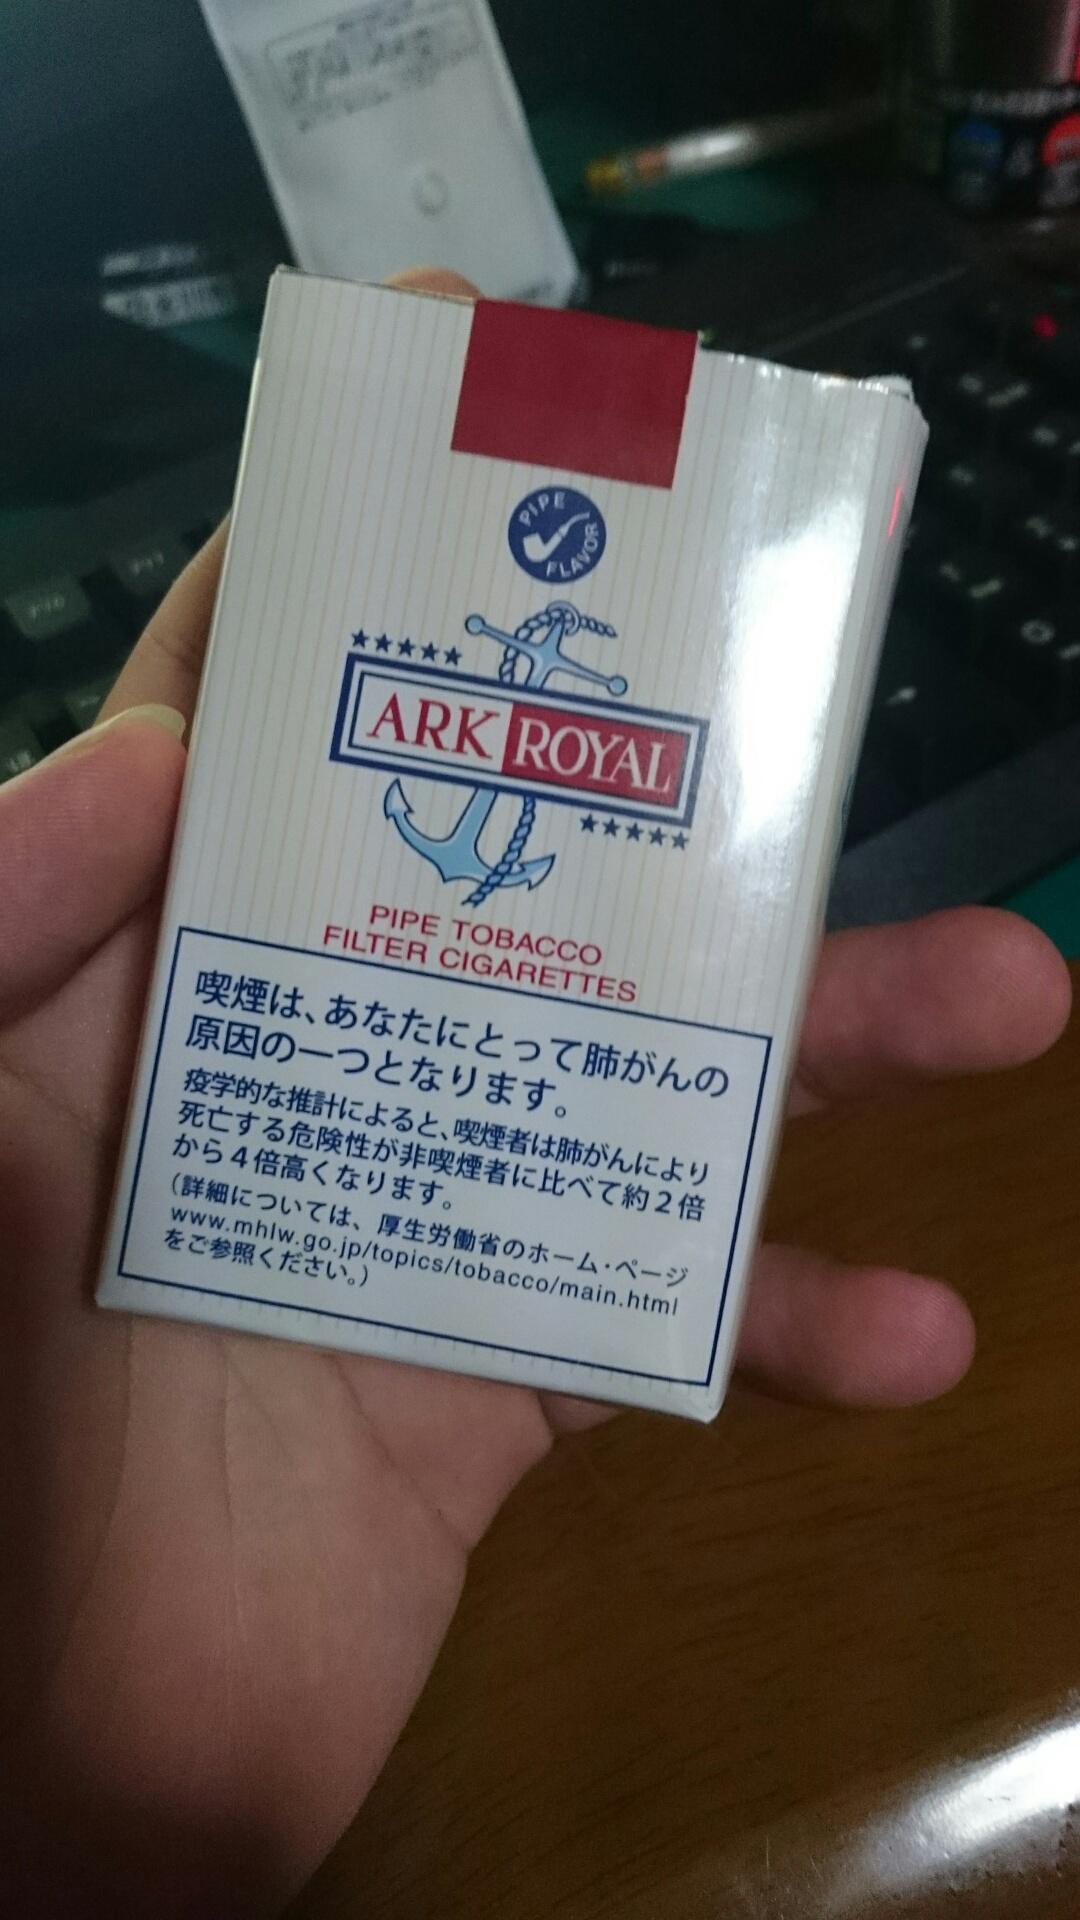 PIPE
FLAVOR
★★★★★
ARK ROYAL
★★★★★
PIPE TOBACCO
FILTER CIGARETTES
喫煙は、あなたにとって肺がんの
原因の一つとなります。
疫学的な推計によると、喫煙者は肺がんにより
死亡する危険性が非喫煙者に比べて約2倍
から4倍高くなります。
(詳細については、厚生労働省のホーム・ページ
www.mhlw.go.jp/topics/tobacco/main.html
をご参照ください。)